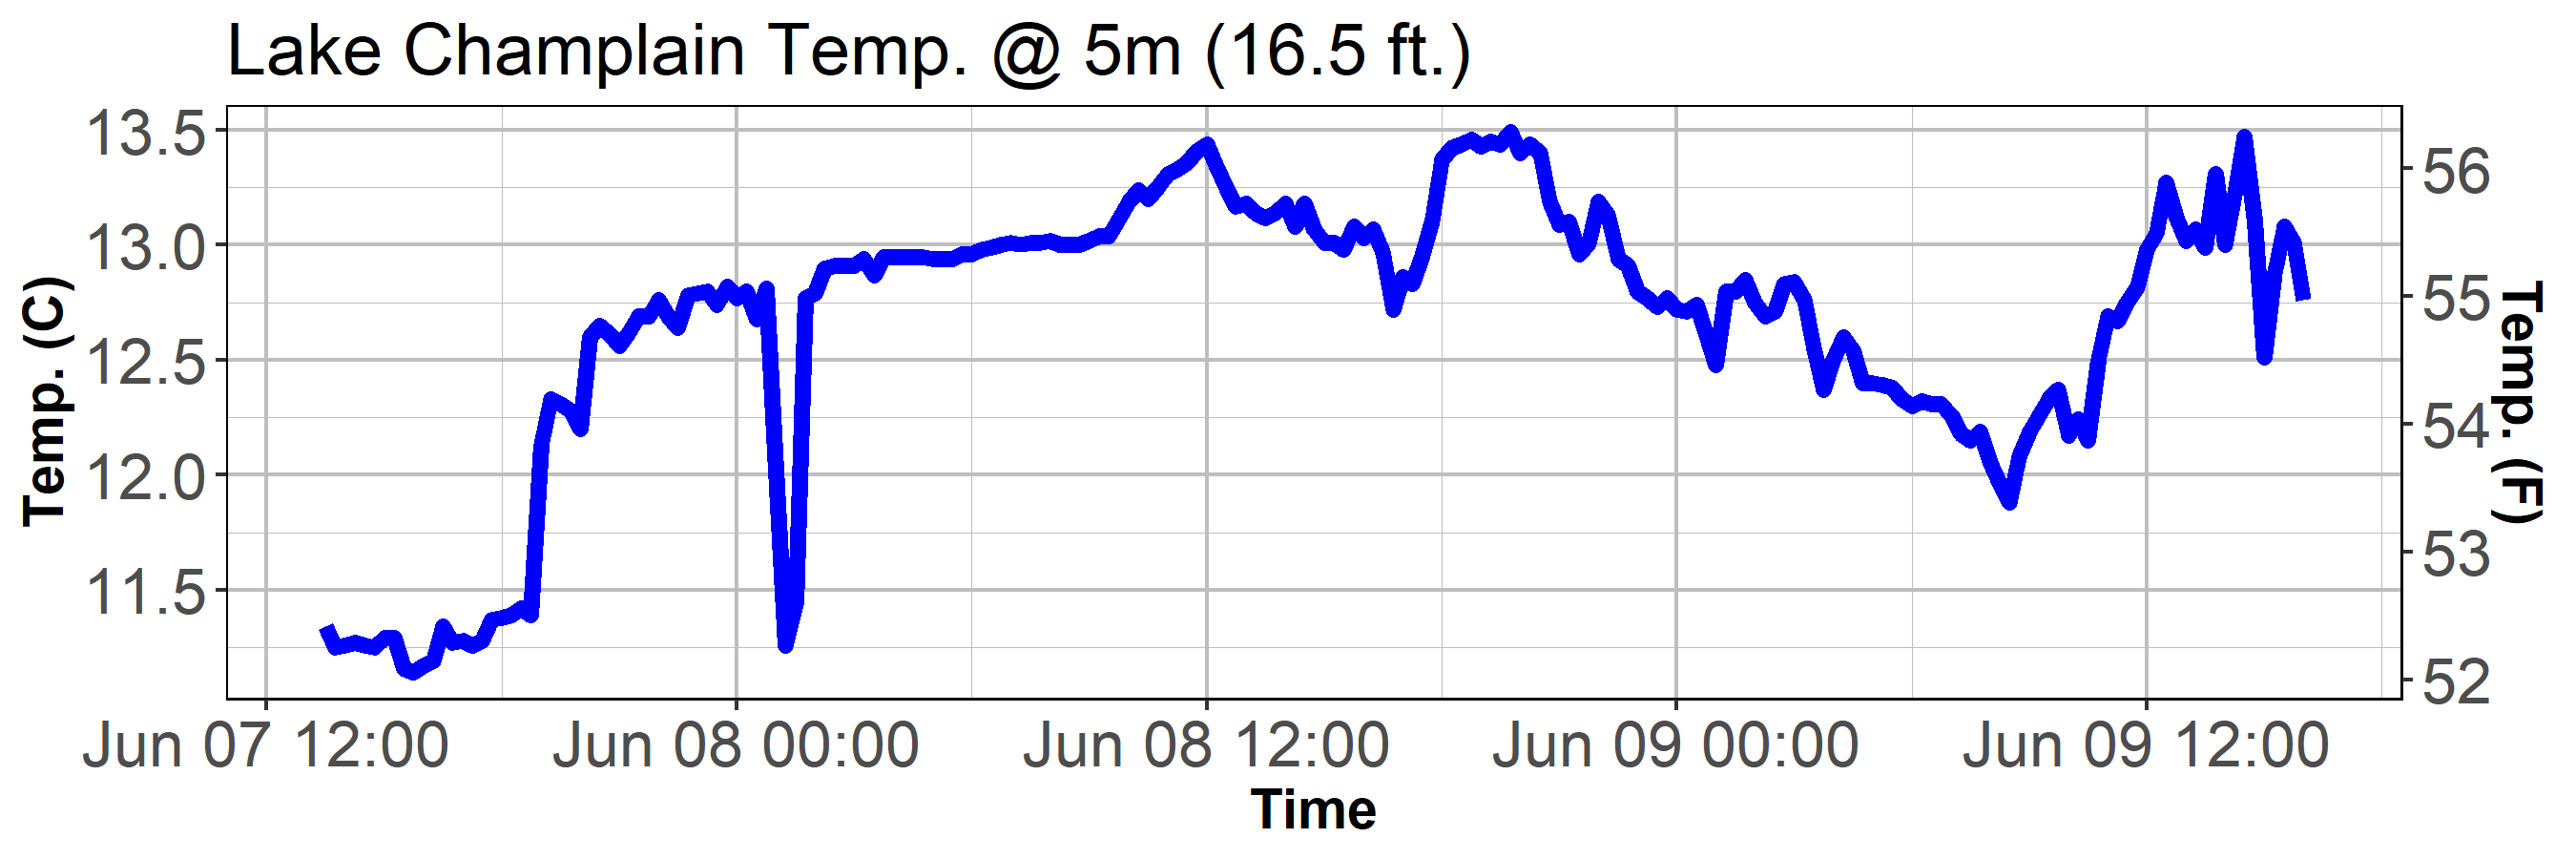 Lake Champlain Temp. @ 5m (16.5 ft.)
13.5
13.0
12.5
12.0
11.5
Temp. (C)
56
55
54
53
52
Temp. (F)
Jun 07 12:00 Jun 08 00:00 Jun 08 12:00 Jun 09 00:00 Jun 09 12:00
Time